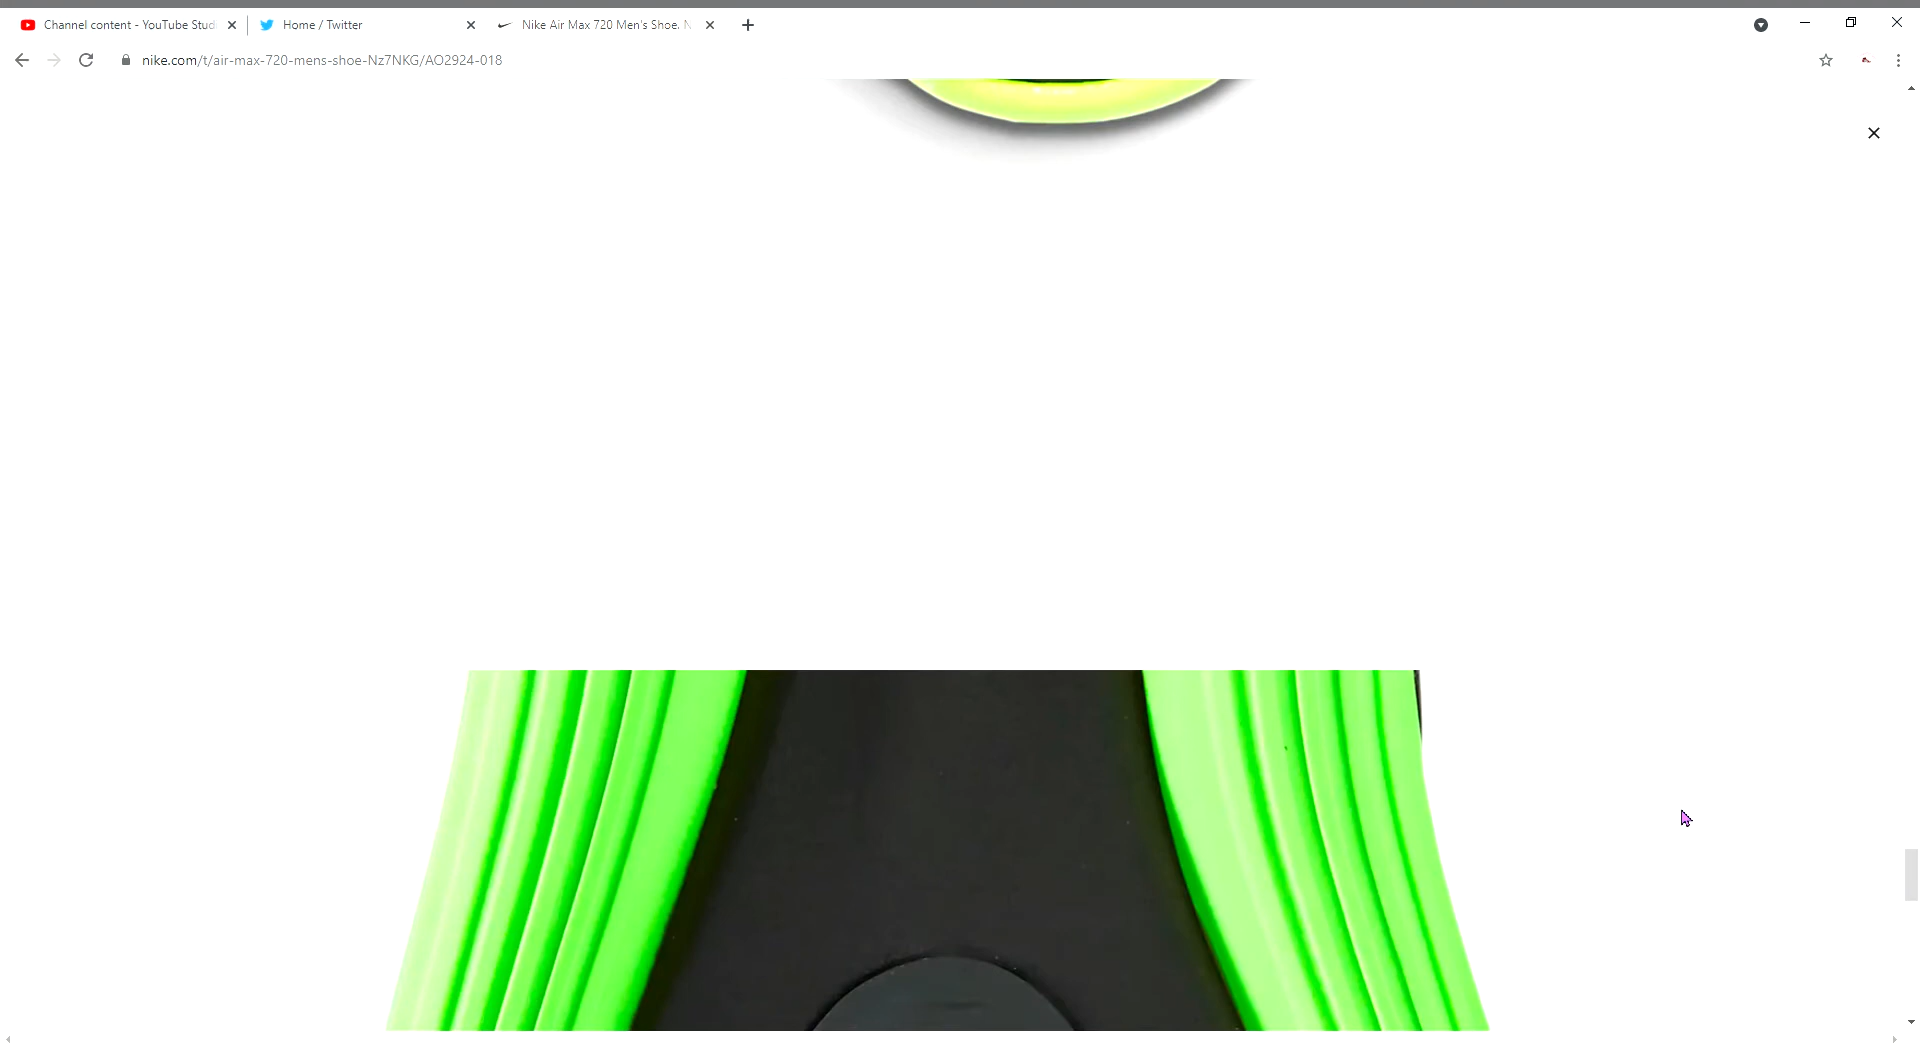 Channel content - YouTube Stud
Home / Twitter
Nike Air Max 720 Men's Shoe. N
nike.com/t/air-max-720-mens-shoe-Nz7NKG/AO2924-018